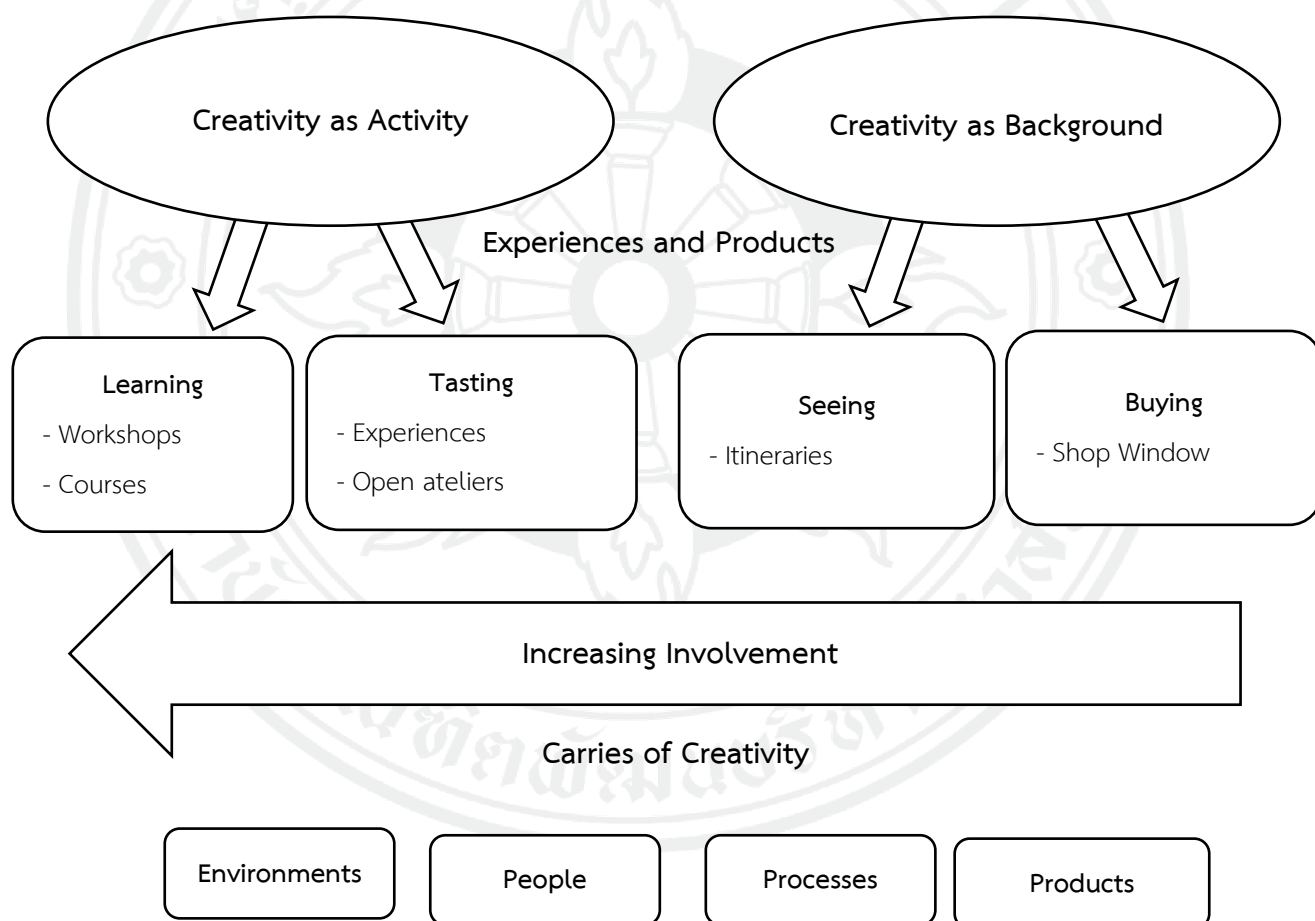 Creativity as Activity
Creativity as Background
Experiences and Products
Learning
- Workshops
- Courses
Tasting
- Experiences
- Open ateliers
Seeing
- Itineraries
Buying
- Shop Window
Increasing Involvement
Carries of Creativity
Environments
People
Processes
Products